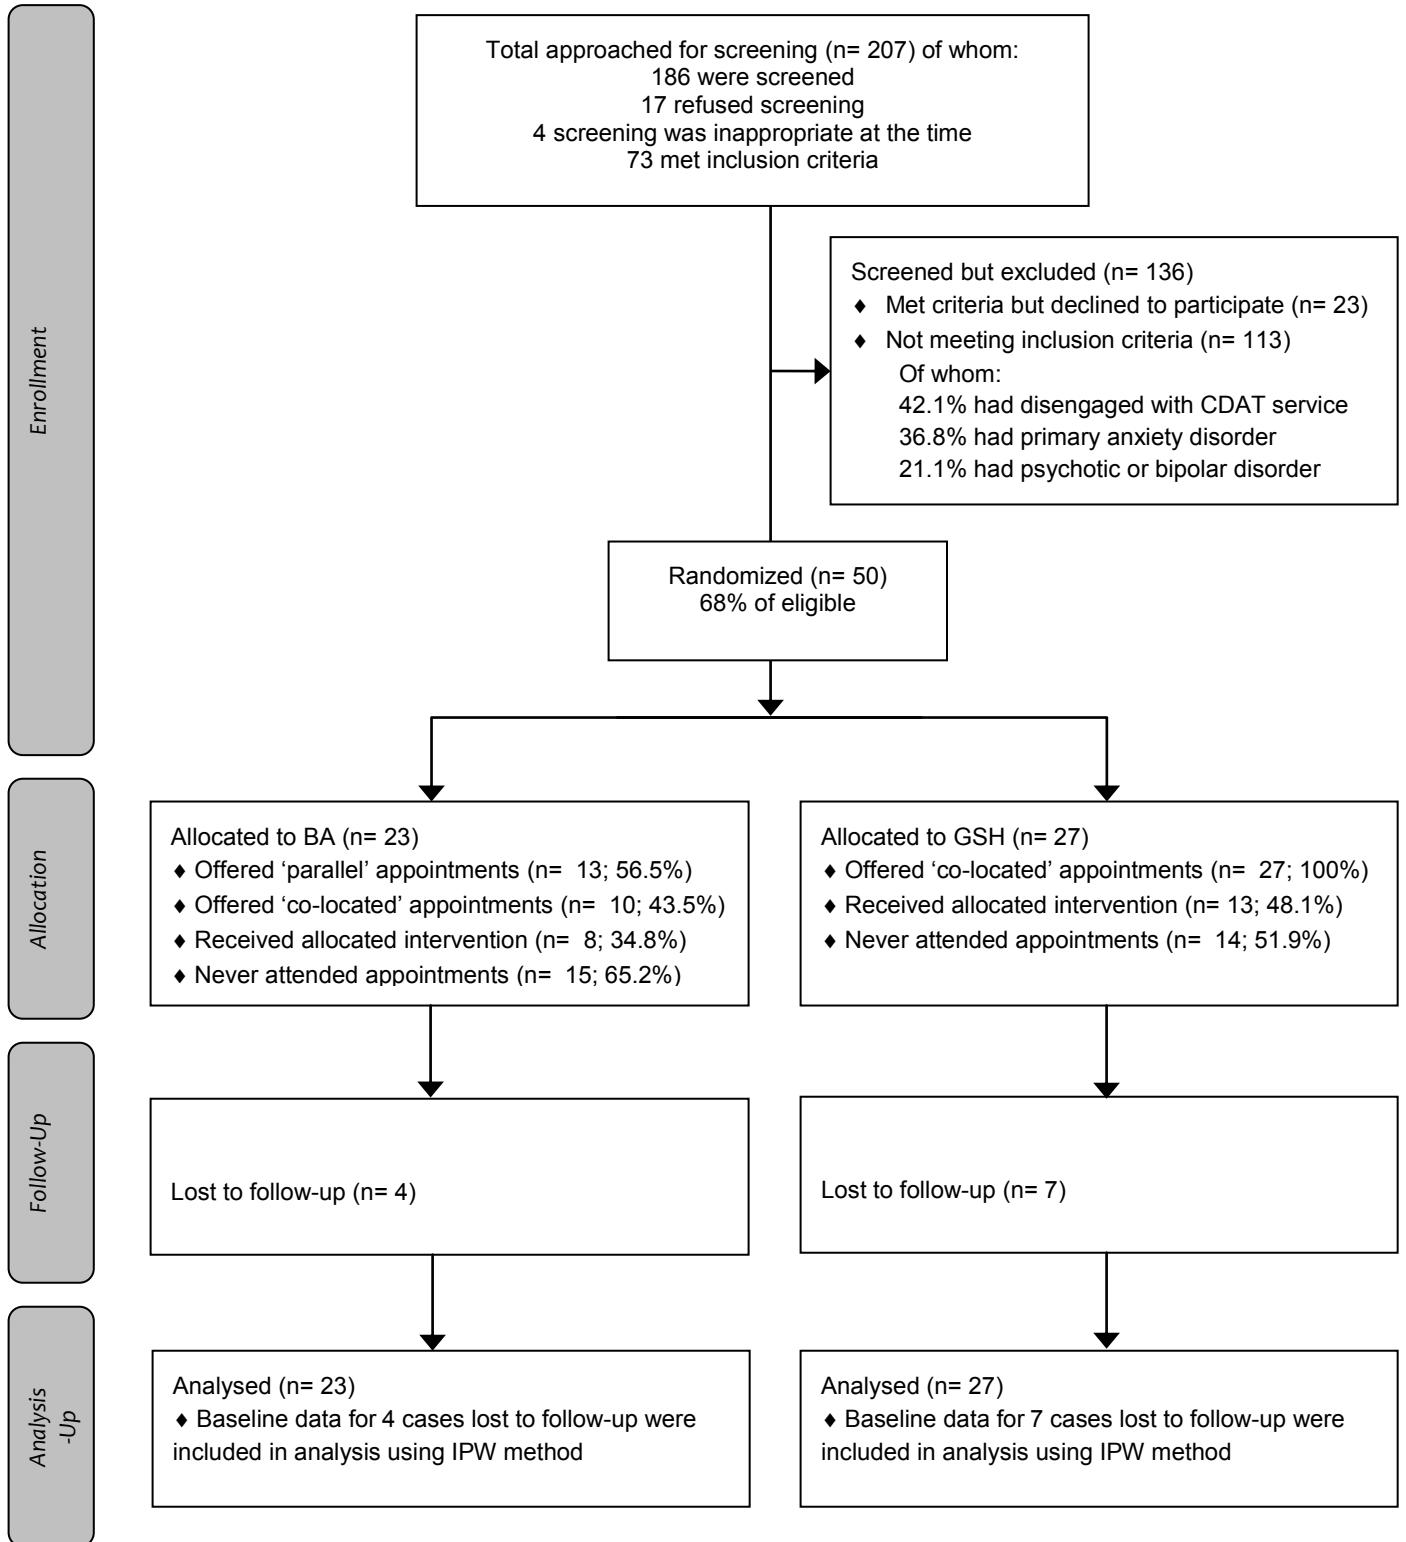 Enrollment
Total approached for screening (n= 207) of whom:
186 were screened
17 refused screening
4 screening was inappropriate at the time
73 met inclusion criteria
Screened but excluded (n= 136)
♦ Met criteria but declined to participate (n= 23)
♦ Not meeting inclusion criteria (n= 113)
Of whom:
42.1% had disengaged with CDAT service
36.8% had primary anxiety disorder
21.1% had psychotic or bipolar disorder
Randomized (n= 50)
68% of eligible
Allocation
Allocated to BA (n= 23)
♦ Offered ‘parallel’ appointments (n= 13; 56.5%)
♦ Offered ‘co-located’ appointments (n= 10; 43.5%)
♦ Received allocated intervention (n= 8; 34.8%)
♦ Never attended appointments (n= 15; 65.2%)
Allocated to GSH (n= 27)
♦ Offered ‘co-located’ appointments (n= 27; 100%)
♦ Received allocated intervention (n= 13; 48.1%)
♦ Never attended appointments (n= 14; 51.9%)
Follow-Up
Lost to follow-up (n= 4)
Lost to follow-up (n= 7)
Analysis
-Up
Analysed (n= 23)
♦ Baseline data for 4 cases lost to follow-up were
included in analysis using IPW method
Analysed (n= 27)
♦ Baseline data for 7 cases lost to follow-up were
included in analysis using IPW method